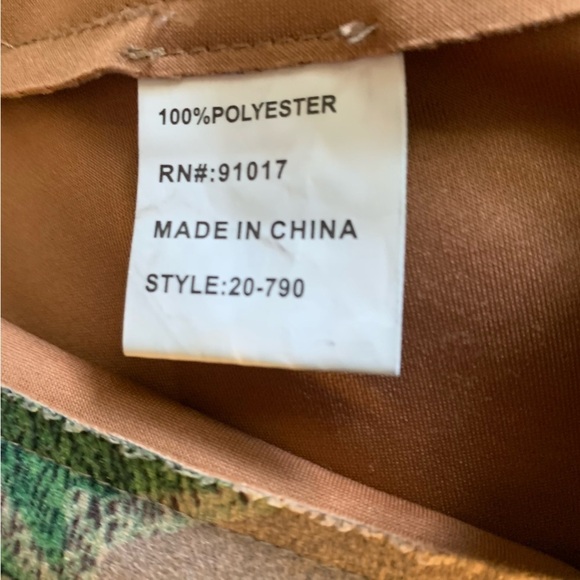 100%POLYESTER
RN#:91017
MADE IN CHINA
STYLE:20-790